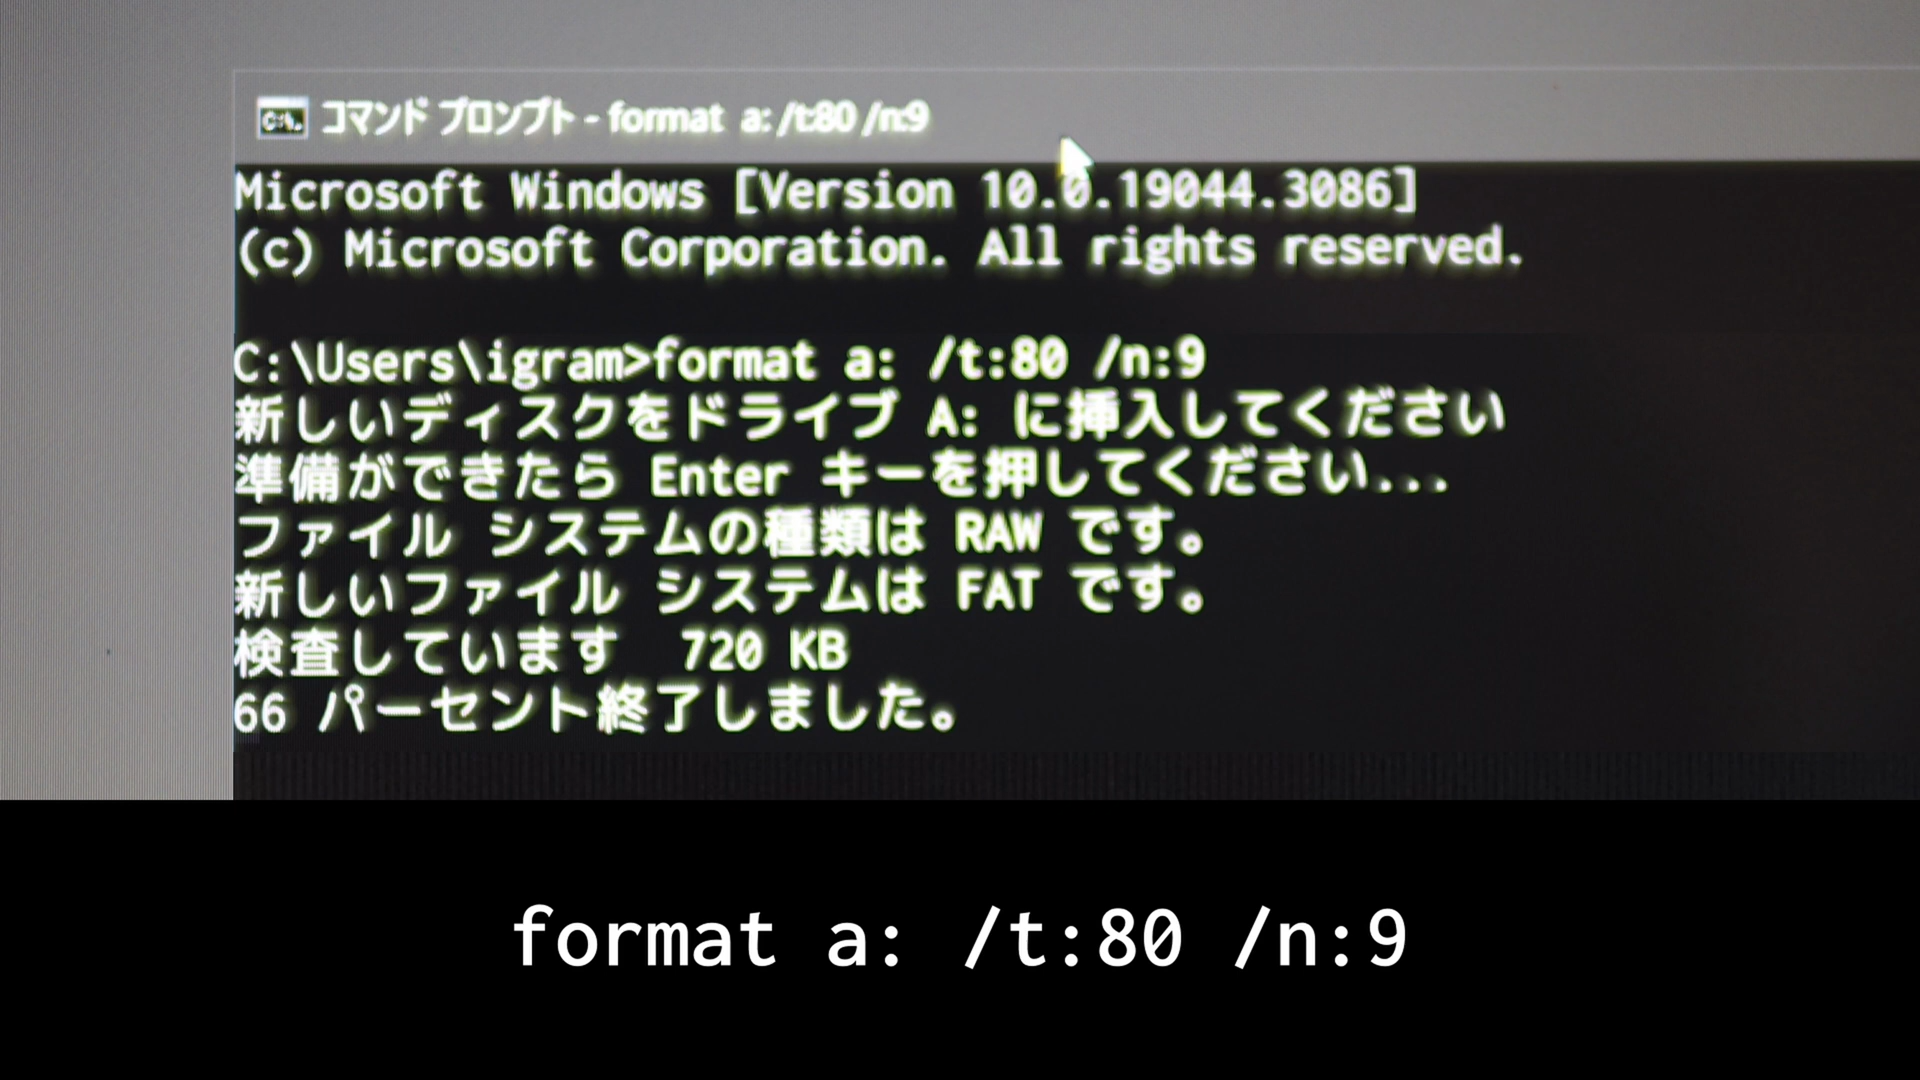 コマンド プロンプト - format a: /t:80 /n:9
Microsoft Windows [Version 10.0.19044.3086]
(c) Microsoft Corporation. All rights reserved.
C:\Users\igram>format a: /t:80 /n:9
新しいディスクをドライブ A: に挿入してください
準備ができたら Enter キーを押してください...
ファイル システムの種類は RAW です。
新しいファイル システムは FAT です。
検査しています  720 KB
66 パーセント終了しました。
format a: /t:80 /n:9